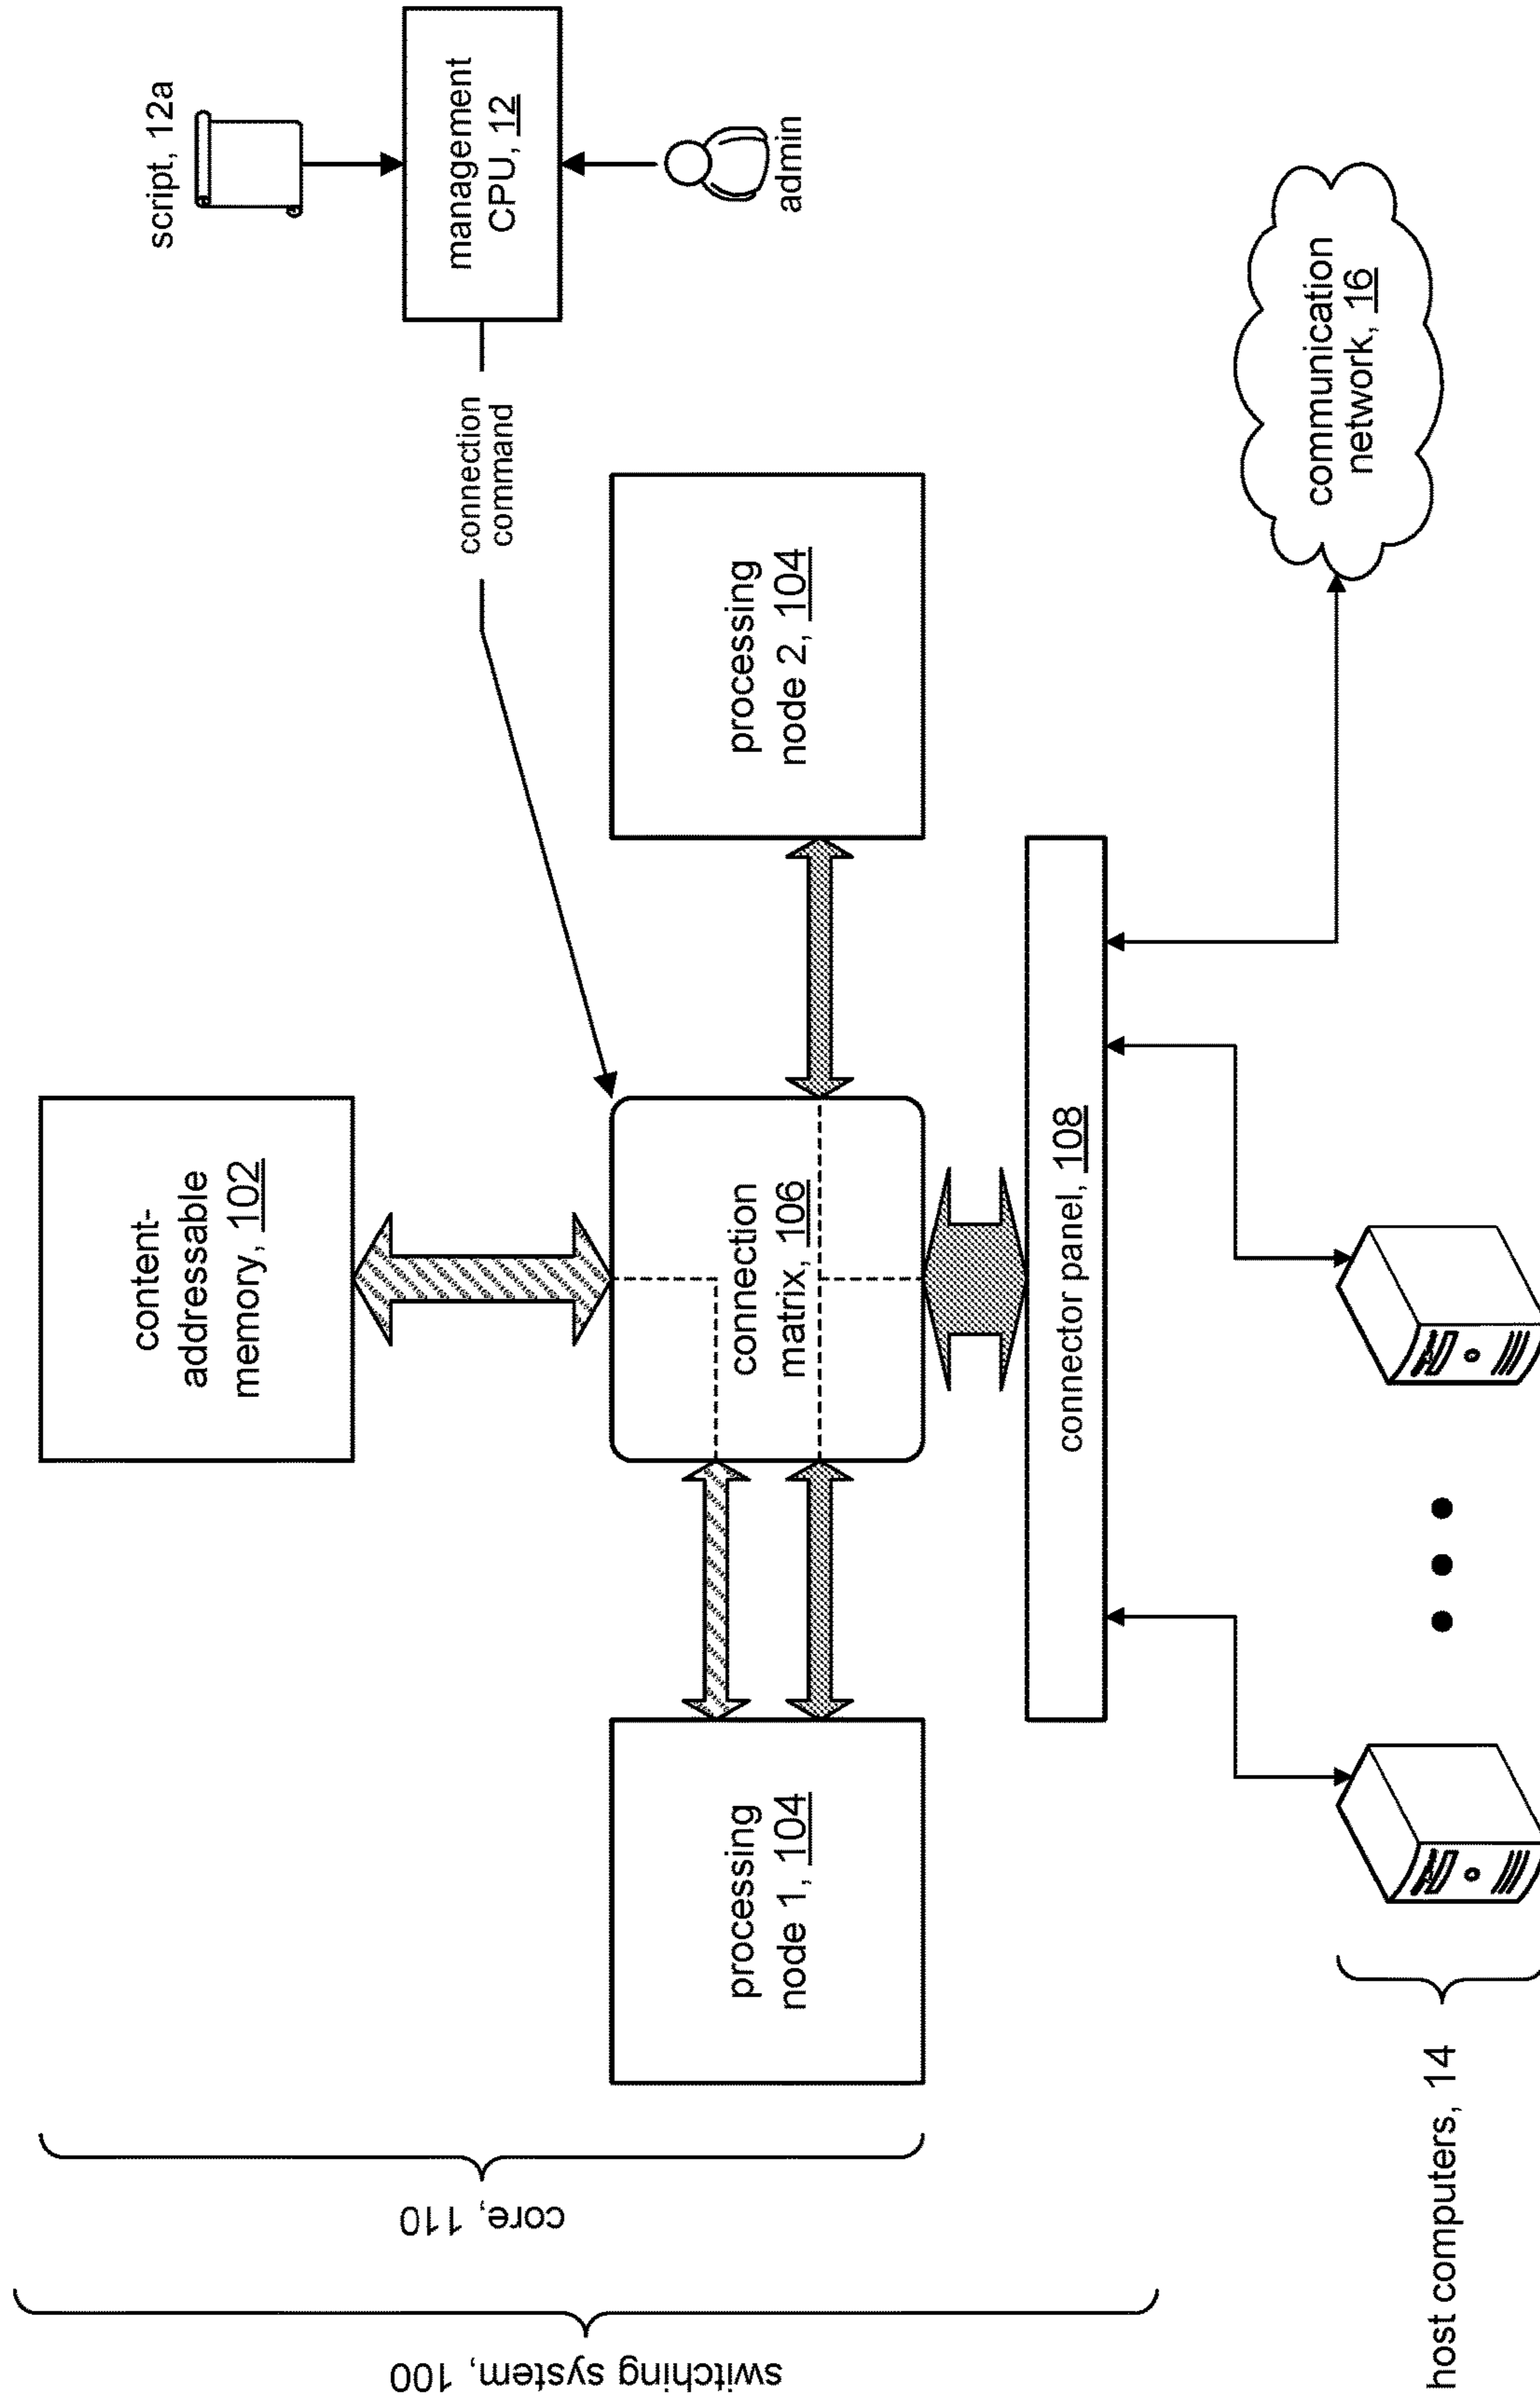 script, 12a
management
CPU, 12
admin
connection
command
content-
addressable
memory, 102
processing
node 1, 104
connection
matrix, 106
processing
node 2, 104
connector panel, 108
communication
network, 16
core, 110
switching system, 100
host computers, 14